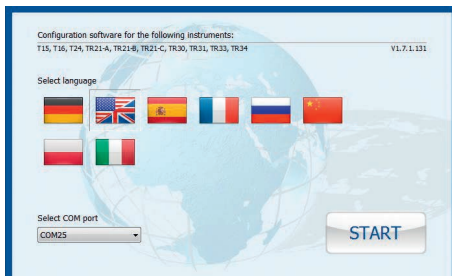 Configuration software for the following instruments:
T15, T16, T24, TR21-A, TR21-B, TR21-C, TR30, TR31, TR33, TR34 V1.7.1.131
Select language
Select COM port
COM25
START